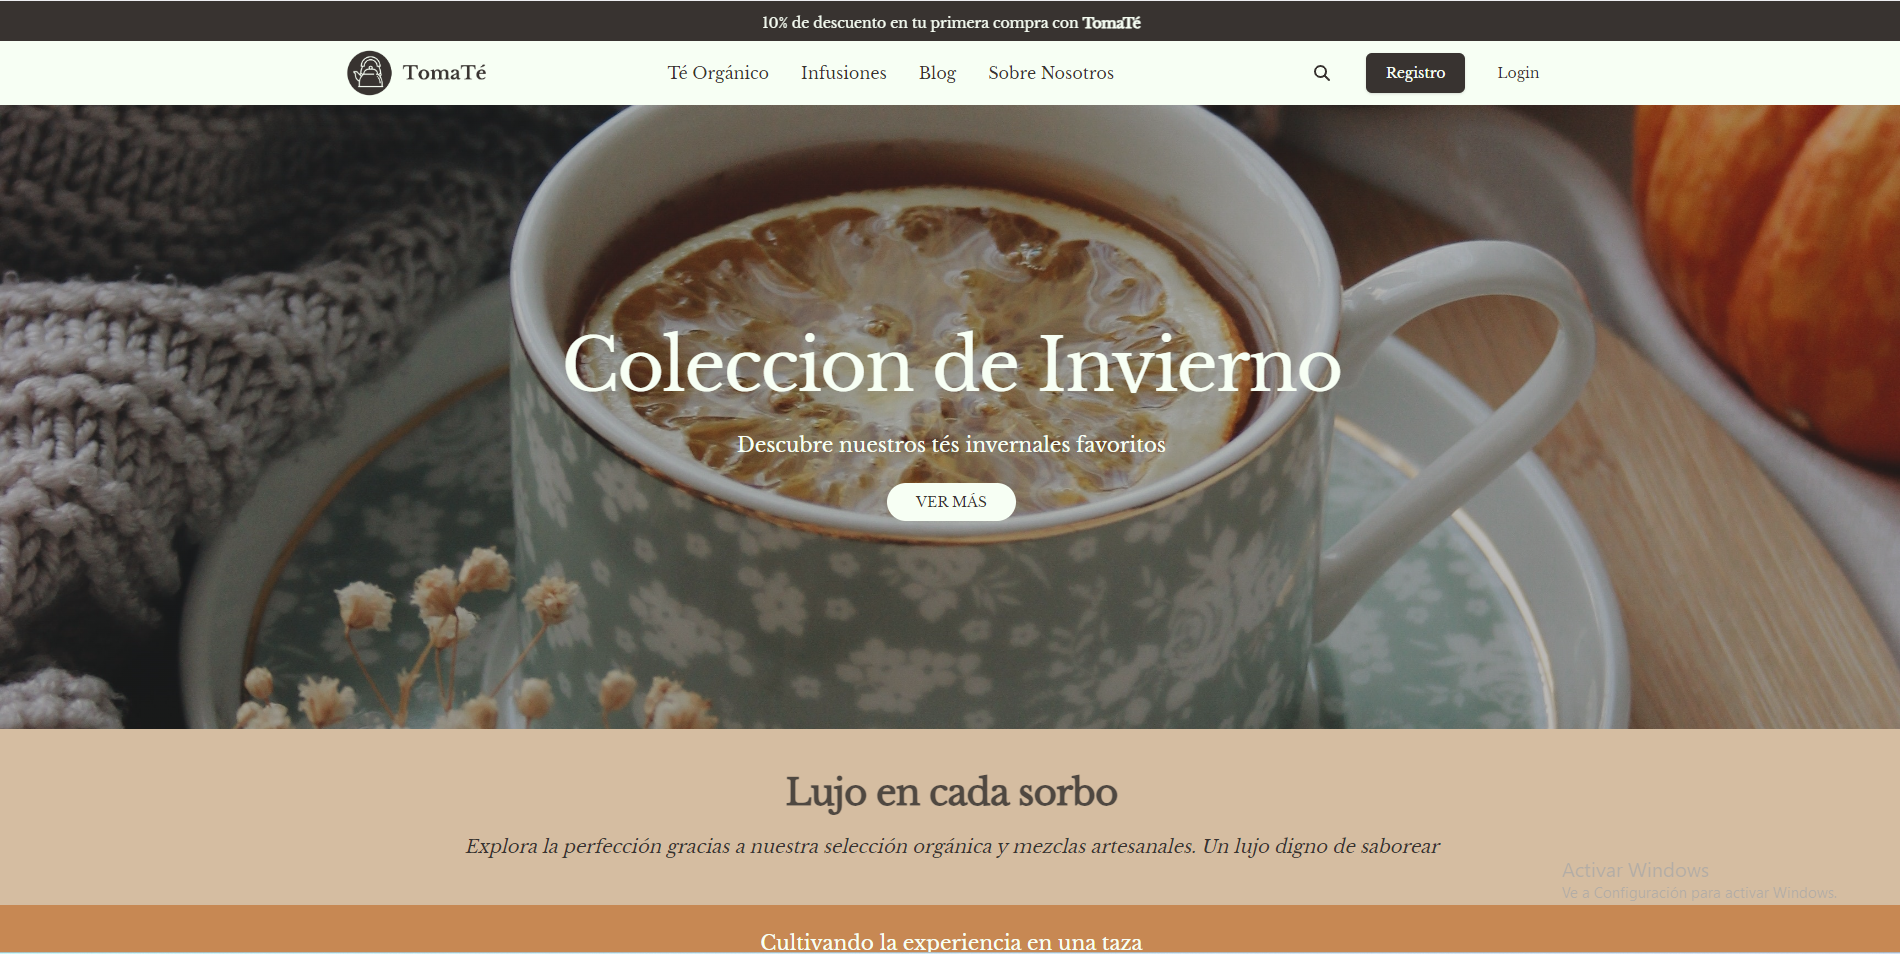 10% de descuento en tu primera compra con TomaTé
TomaTé
Té Orgánico
Infusiones
Blog
Sobre Nosotros
Registro
Login
Coleccion de Invierno
Descubre nuestros tés invernales favoritos
VER MÁS
Lujo en cada sorbo
Explora la perfección gracias a nuestra selección orgánica y mezclas artesanales. Un lujo digno de saborear
Activar Windows
Ve a Configuración para activar Windows.
Cultivando la experiencia en una taza